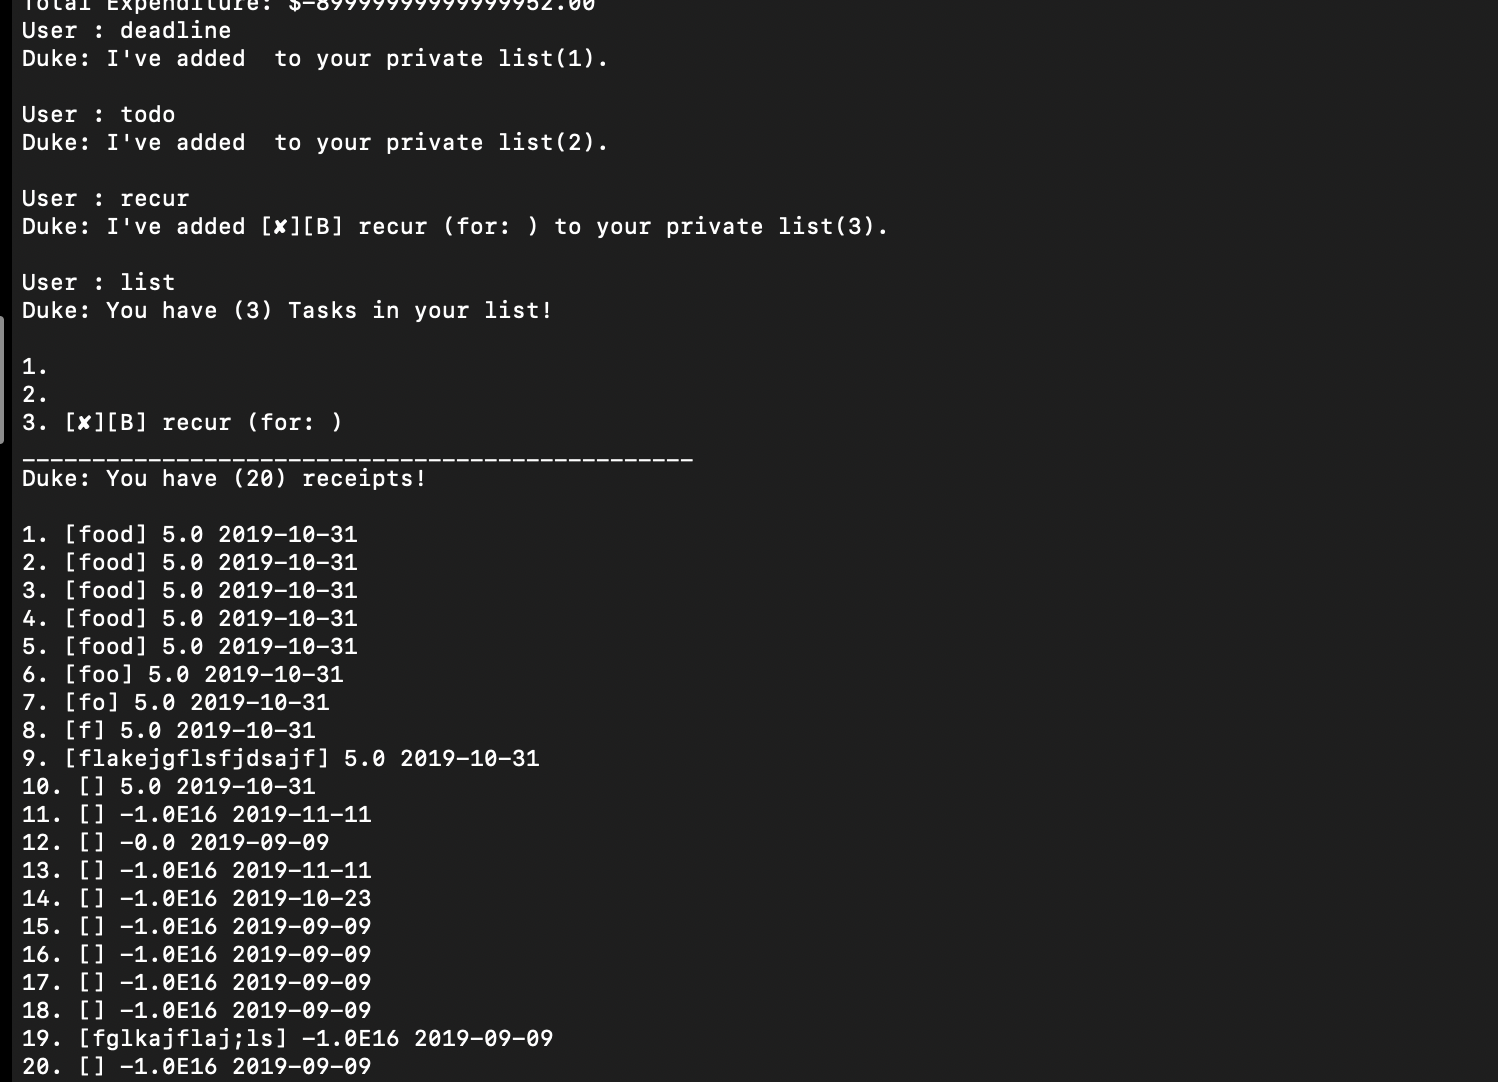 Total Expenditure: $-89999999999999952.00
User : deadline
Duke: I've added  to your private list(1).
User : todo
Duke: I've added  to your private list(2).
User : recur
Duke: I've added [✘][B] recur (for: ) to your private list(3).
User : list
Duke: You have (3) Tasks in your list!
1.
2.
3. [✘][B] recur (for: )
________________________________________________
Duke: You have (20) receipts!
1. [food] 5.0 2019-10-31
2. [food] 5.0 2019-10-31
3. [food] 5.0 2019-10-31
4. [food] 5.0 2019-10-31
5. [food] 5.0 2019-10-31
6. [foo] 5.0 2019-10-31
7. [fo] 5.0 2019-10-31
8. [f] 5.0 2019-10-31
9. [flakejgflsfjdsajf] 5.0 2019-10-31
10. [] 5.0 2019-10-31
11. [] -1.0E16 2019-11-11
12. [] -0.0 2019-09-09
13. [] -1.0E16 2019-11-11
14. [] -1.0E16 2019-10-23
15. [] -1.0E16 2019-09-09
16. [] -1.0E16 2019-09-09
17. [] -1.0E16 2019-09-09
18. [] -1.0E16 2019-09-09
19. [fglkajflaj;ls] -1.0E16 2019-09-09
20. [] -1.0E16 2019-09-09